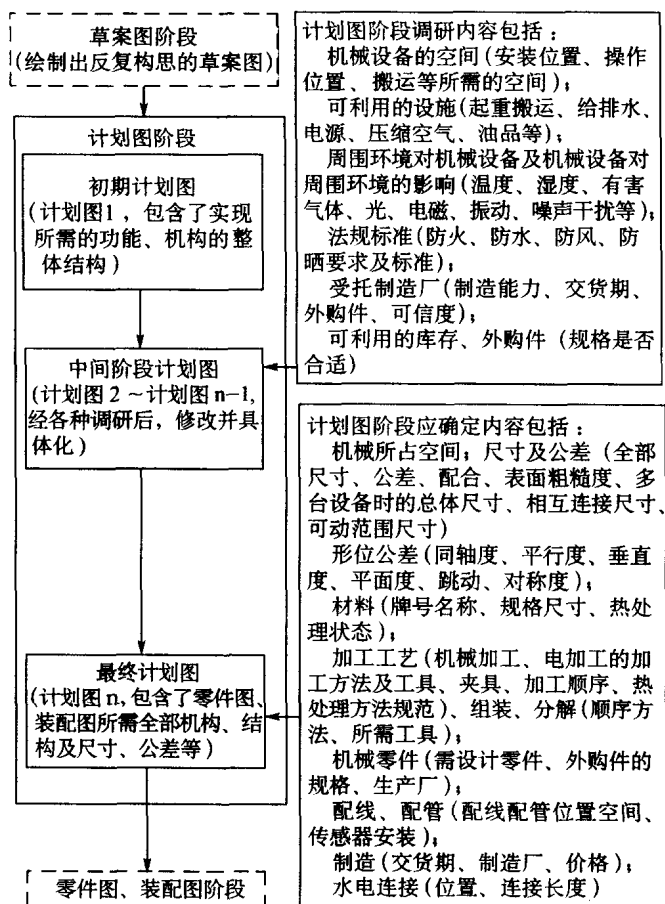 草案图阶段
(绘制出反复构思的草案图)
计划图阶段
初期计划图
(计划图1，包含了实现
所需的功能、机构的整
体结构)
中间阶段计划图
(计划图 2 ~计划图 n-1,
经各种调研后，修改并具
体化)
最终计划图
(计划图 n, 包含了零件图、
装配图所需全部机构、结
构及尺寸、公差等)
零件图、装配图阶段
计划图阶段调研内容包括：
机械设备的空间(安装位置、操作
位置、搬运等所需的空间);
可利用的设施(起重搬运、给排水、
电源、压缩空气、油品等);
周围环境对机械设备及机械设备对
周围环境的影响(温度、湿度、有害
气体、光、电磁、振动、噪声干扰等);
法规标准(防火、防水、防风、防
晒要求及标准);
受托制造厂(制造能力、交货期、
外购件、可信度);
可利用的库存、外购件 (规格是否
合适)
计划图阶段应确定内容包括：
机械所占空间；尺寸及公差（全部
尺寸、公差、配合、表面粗糙度、多
台设备时的总体尺寸、相互连接尺寸、
可动范围尺寸)
形位公差(同轴度、平行度、垂直
度、平面度、跳动、对称度);
材料(牌号名称、规格尺寸、热处
理状态);
加工工艺(机械加工、电加工的加
工方法及工具、夹具、加工顺序、热
处理方法规范)、组装、分解(顺序方
法、所需工具);
机械零件(需设计零件、外购件的
规格、生产厂);
配线、配管(配线配管位置空间、
传感器安装);
制造(交货期、制造厂、价格);
水电连接(位置、连接长度)